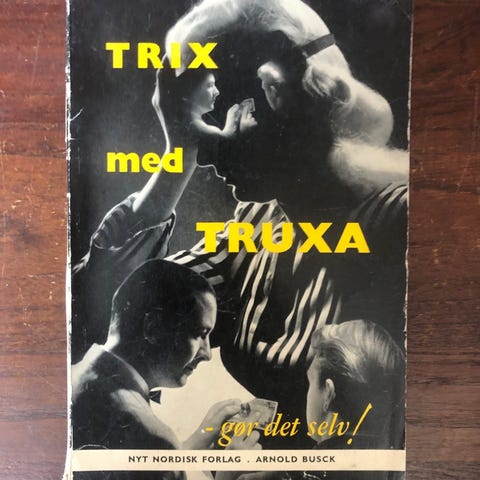 TRIX
med
TRUXA
- gør det selv!
NYT NORDISK FORLAG . ARNOLD BUSCK